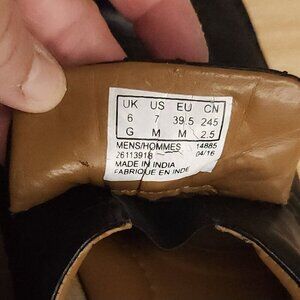 UK US EU CN
6 7 39.5 245
G M M 2.5
MENS/HOMMES 14885
26113918 04/16
MADE IN INDIA
FABRIQUE EN INDE